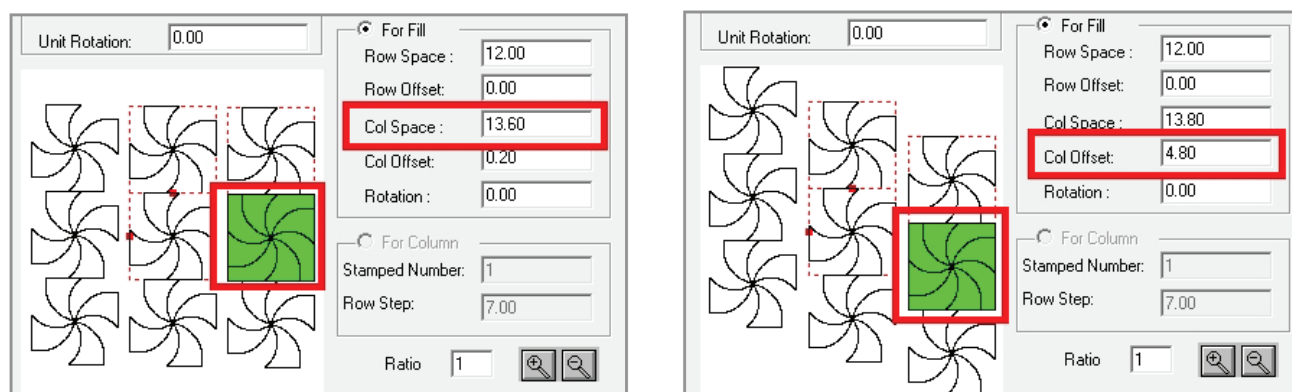 Unit Rotation: 0.00
For Fill
Row Space : 12.00
Row Offset: 0.00
Col Space : 13.60
Col Offset: 0.20
Rotation : 0.00
For Column
Stamped Number: 1
Row Step: 7.00
Ratio 1
Unit Rotation: 0.00
For Fill
Row Space : 12.00
Row Offset: 0.00
Col Space : 13.80
Col Offset: 4.80
Rotation : 0.00
For Column
Stamped Number: 1
Row Step: 7.00
Ratio 1